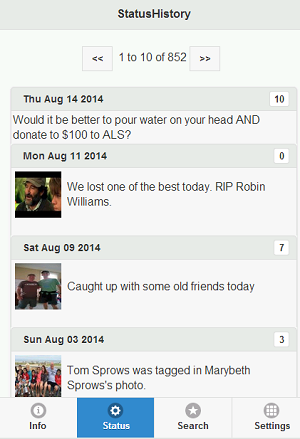 StatusHistory
<< 1 to 10 of 852 >>
Thu Aug 14 2014 10
Would it be better to pour water on your head AND
donate to $100 to ALS?
Mon Aug 11 2014 0
We lost one of the best today. RIP Robin
Williams.
Sat Aug 09 2014 7
Caught up with some old friends today
Sun Aug 03 2014 3
Tom Sprows was tagged in Marybeth
Sprows's photo.
Info Status Search Settings